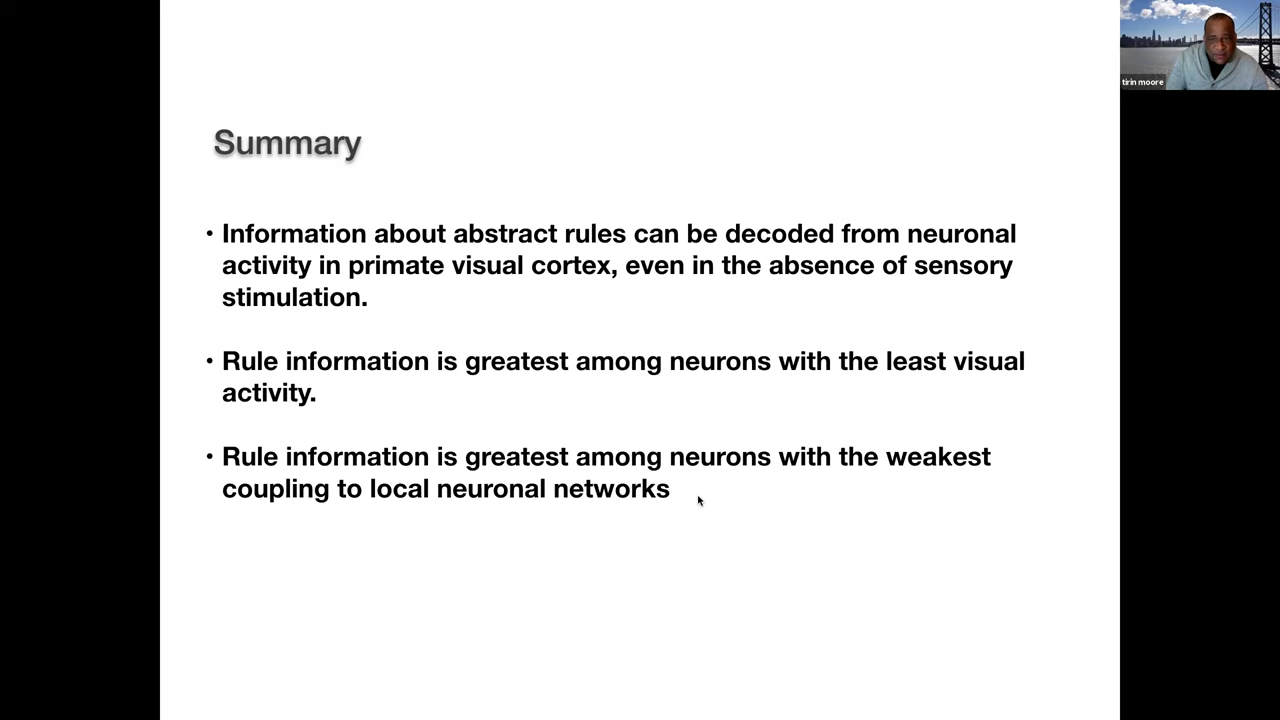 tirin moore
Summary
• Information about abstract rules can be decoded from neuronal
activity in primate visual cortex, even in the absence of sensory
stimulation.
• Rule information is greatest among neurons with the least visual
activity.
• Rule information is greatest among neurons with the weakest
coupling to local neuronal networks